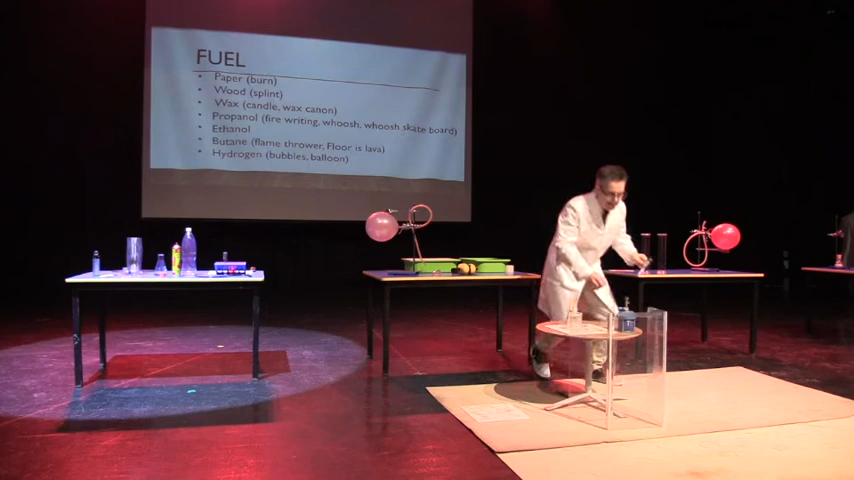 FUEL
• Paper (burn)
• Wood (splint)
• Wax (candle, wax canon)
• Propanol (fire writing, whoosh, whoosh skate board)
• Ethanol
• Butane (flame thrower, Floor is lava)
• Hydrogen (bubbles, balloon)